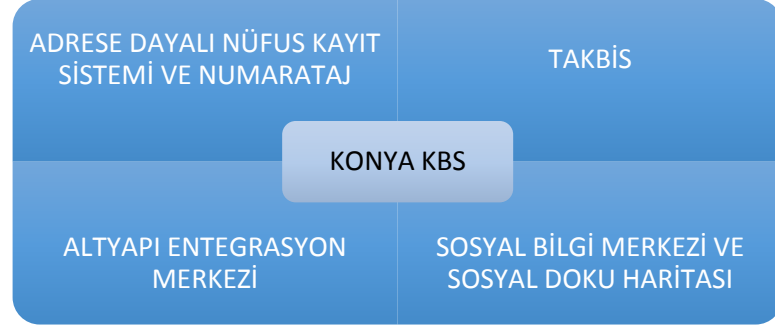 ADRESE DAYALI NÜFUS KAYIT
SİSTEMİ VE NUMARATAJ
TAKBİS
KONYA KBS
ALTYAPI ENTEGRASYON
MERKEZİ
SOSYAL BİLGİ MERKEZİ VE
SOSYAL DOKU HARİTASI